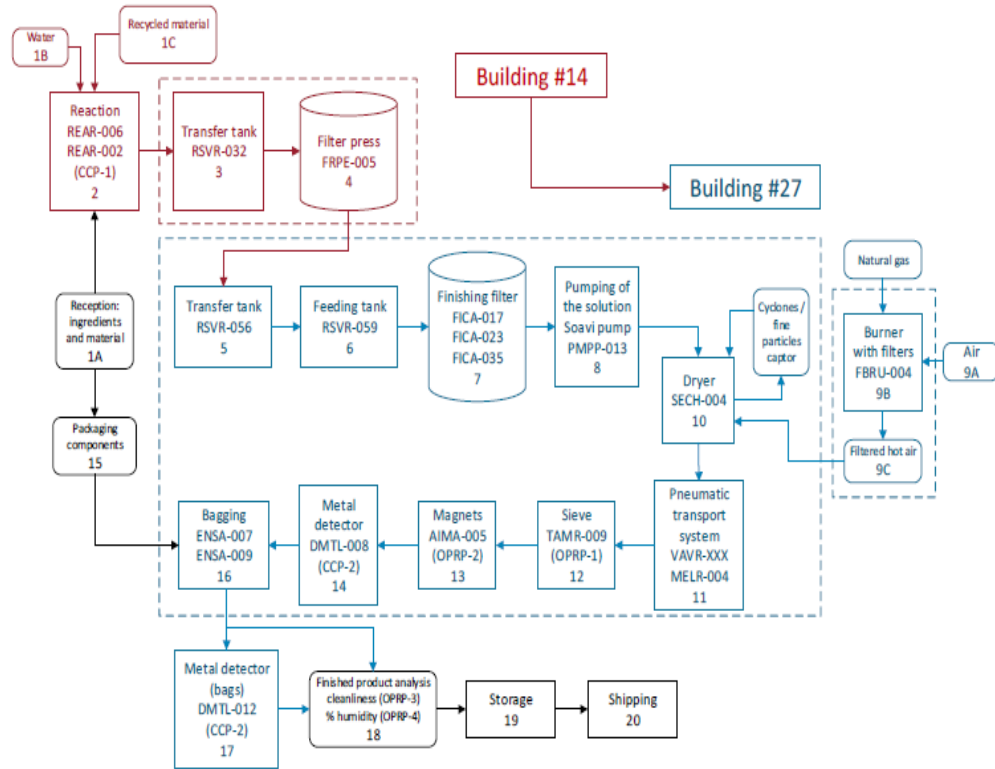 Water
1B
Recycled material
1C
Building #14
Reaction
REAR-006
REAR-002
(CCP-1)
2
Transfer tank
RSVR-032
3
Filter press
FRPE-005
4
Building #27
Reception:
ingredients
and material
1A
Transfer tank
RSVR-056
5
Feeding tank
RSVR-059
6
Finishing filter
FICA-017
FICA-023
FICA-035
7
Pumping of
the solution
Soavi pump
PMPP-013
8
Cyclones /
fine
particles
captor
Natural gas
Burner
with filters
FBRU-004
9B
Air
9A
Dryer
SECH-004
10
Filtered hot air
9C
Packaging
components
15
Bagging
ENSA-007
ENSA-009
16
Metal
detector
DMTL-008
(CCP-2)
14
Magnets
AIMA-005
(OPRP-2)
13
Sieve
TAMR-009
(OPRP-1)
12
Pneumatic
transport
system
VAVR-XXX
MELR-004
11
Metal detector
(bags)
DMTL-012
(CCP-2)
17
Finished product analysis
cleanliness (OPRP-3)
% humidity (OPRP-4)
18
Storage
19
Shipping
20